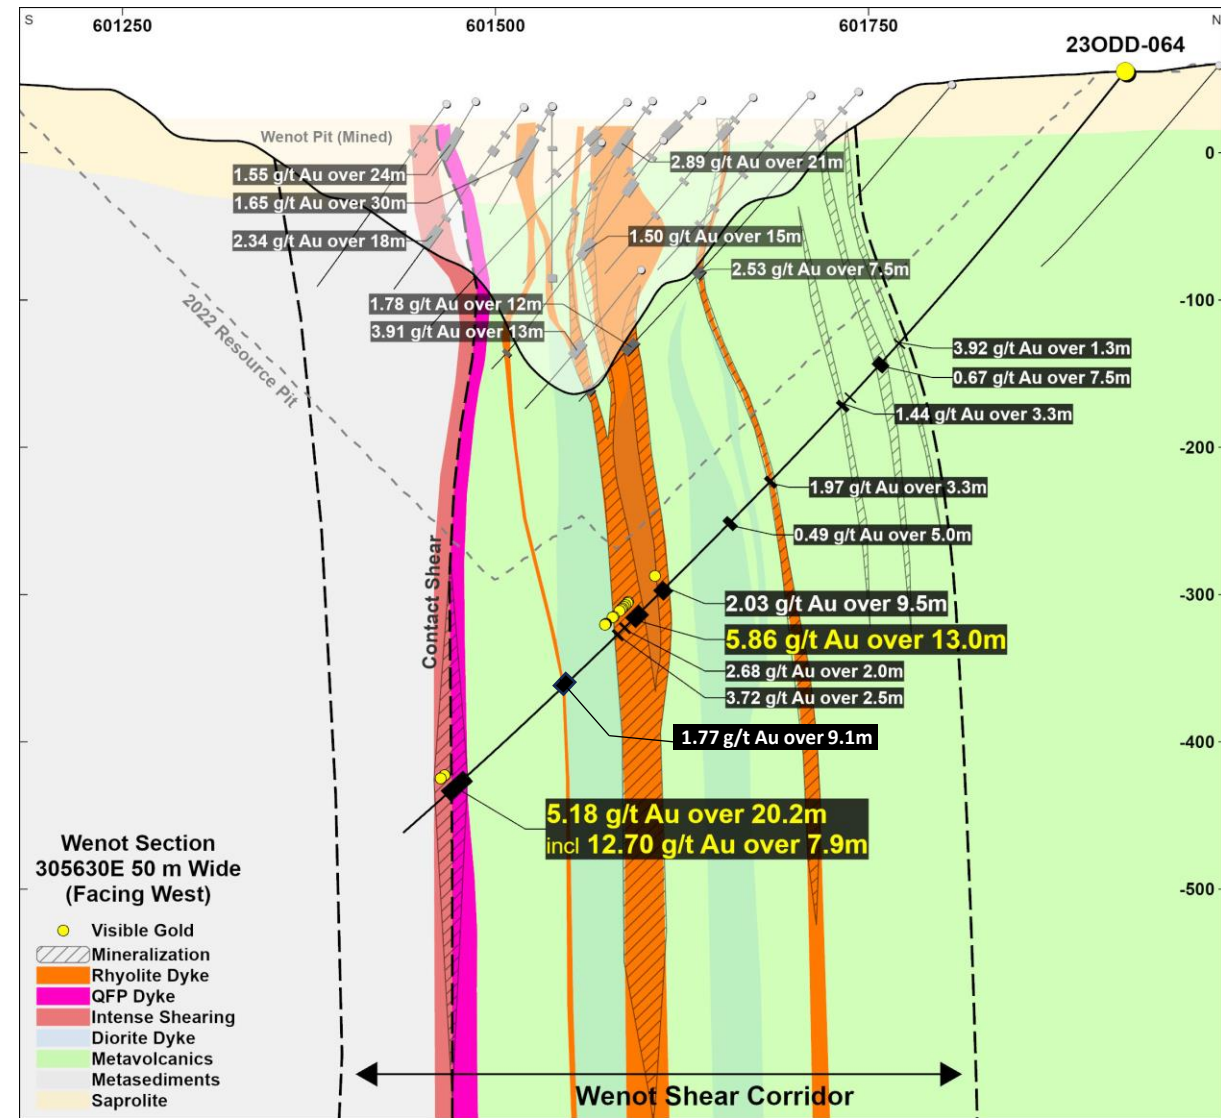 S
601250
601500
601750
N
23ODD-064
Wenot Pit (Mined)
0
1.55 g/t Au over 24m
2.89 g/t Au over 21m
1.65 g/t Au over 30m
2.34 g/t Au over 18m
1.50 g/t Au over 15m
2.53 g/t Au over 7.5m
2022 Resource Pit
1.78 g/t Au over 12m
-100
3.91 g/t Au over 13m
3.92 g/t Au over 1.3m
0.67 g/t Au over 7.5m
1.44 g/t Au over 3.3m
-200
1.97 g/t Au over 3.3m
0.49 g/t Au over 5.0m
Contact Shear
-300
2.03 g/t Au over 9.5m
5.86 g/t Au over 13.0m
2.68 g/t Au over 2.0m
3.72 g/t Au over 2.5m
1.77 g/t Au over 9.1m
-400
5.18 g/t Au over 20.2m
incl 12.70 g/t Au over 7.9m
-500
Wenot Section
305630E 50 m Wide
(Facing West)
Visible Gold
Mineralization
Rhyolite Dyke
QFP Dyke
Intense Shearing
Diorite Dyke
Metavolcanics
Metasediments
Saprolite
Wenot Shear Corridor